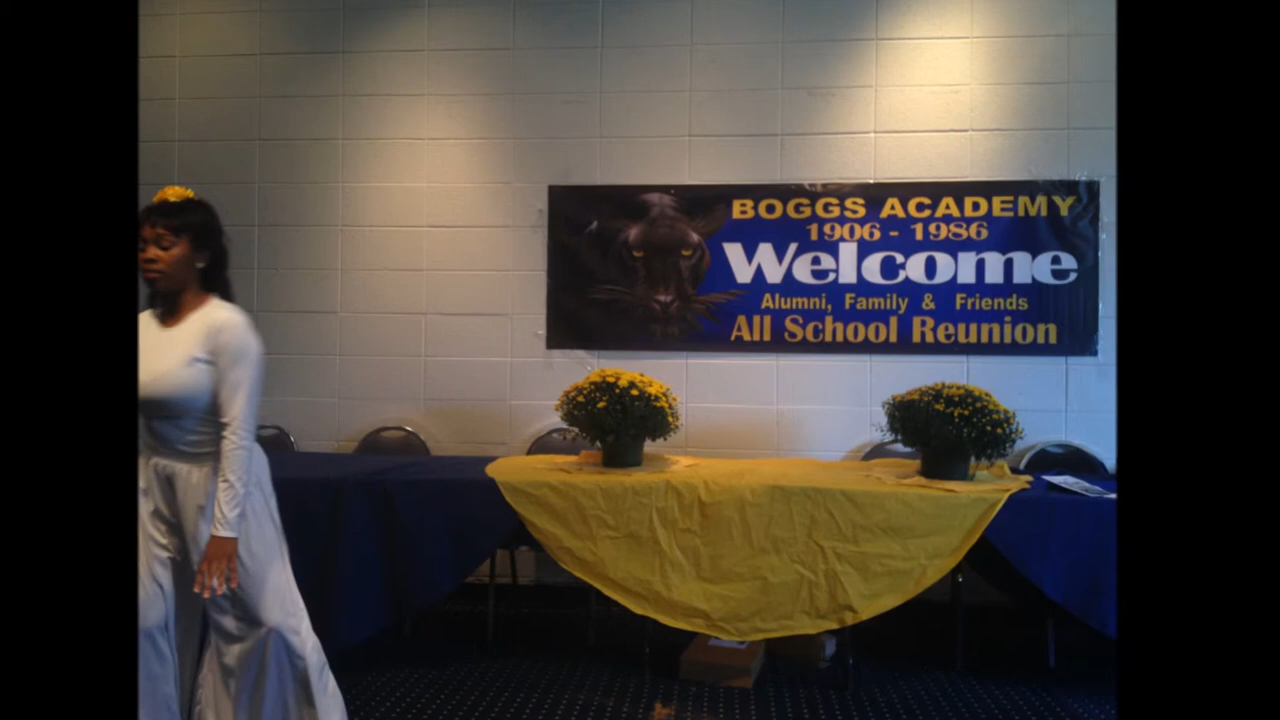 BOGGS ACADEMY
1906 - 1986
Welcome
Alumni, Family & Friends
All School Reunion